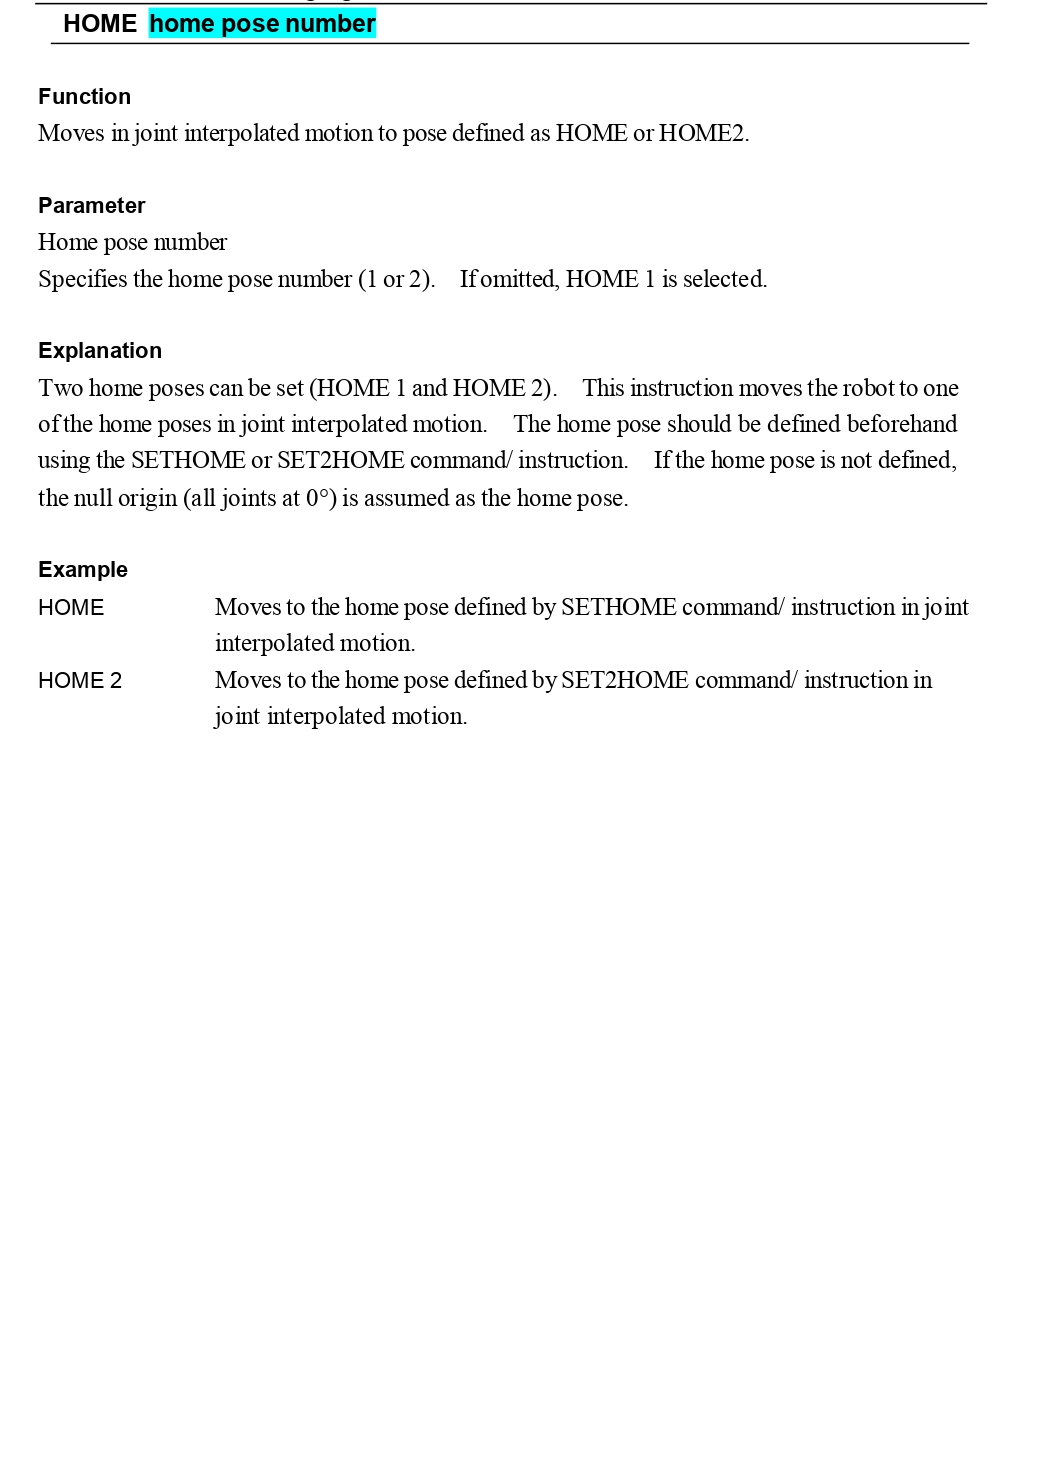 HOME home pose number
Function
Moves in joint interpolated motion to pose defined as HOME or HOME2.
Parameter
Home pose number
Specifies the home pose number (1 or 2). If omitted, HOME 1 is selected.
Explanation
Two home poses can be set (HOME 1 and HOME 2). This instruction moves the robot to one
of the home poses in joint interpolated motion. The home pose should be defined beforehand
using the SETHOME or SET2HOME command/ instruction. If the home pose is not defined,
the null origin (all joints at 0°) is assumed as the home pose.
Example
HOME Moves to the home pose defined by SETHOME command/ instruction in joint
interpolated motion.
HOME 2 Moves to the home pose defined by SET2HOME command/ instruction in
joint interpolated motion.